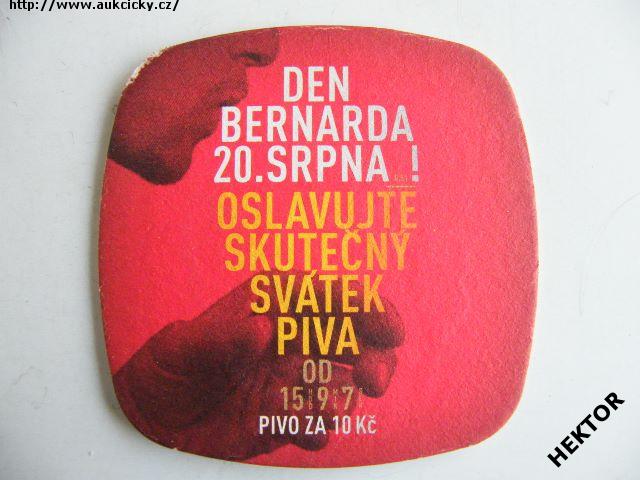 http://www.aukcicky.cz/
DEN
BERNARDA
20.SRPNA !
OSLAVUJTE
SKUTEČNÝ
SVÁTEK
PIVA
OD
15 9 7
PIVO ZA 10 Kč
HEKTOR